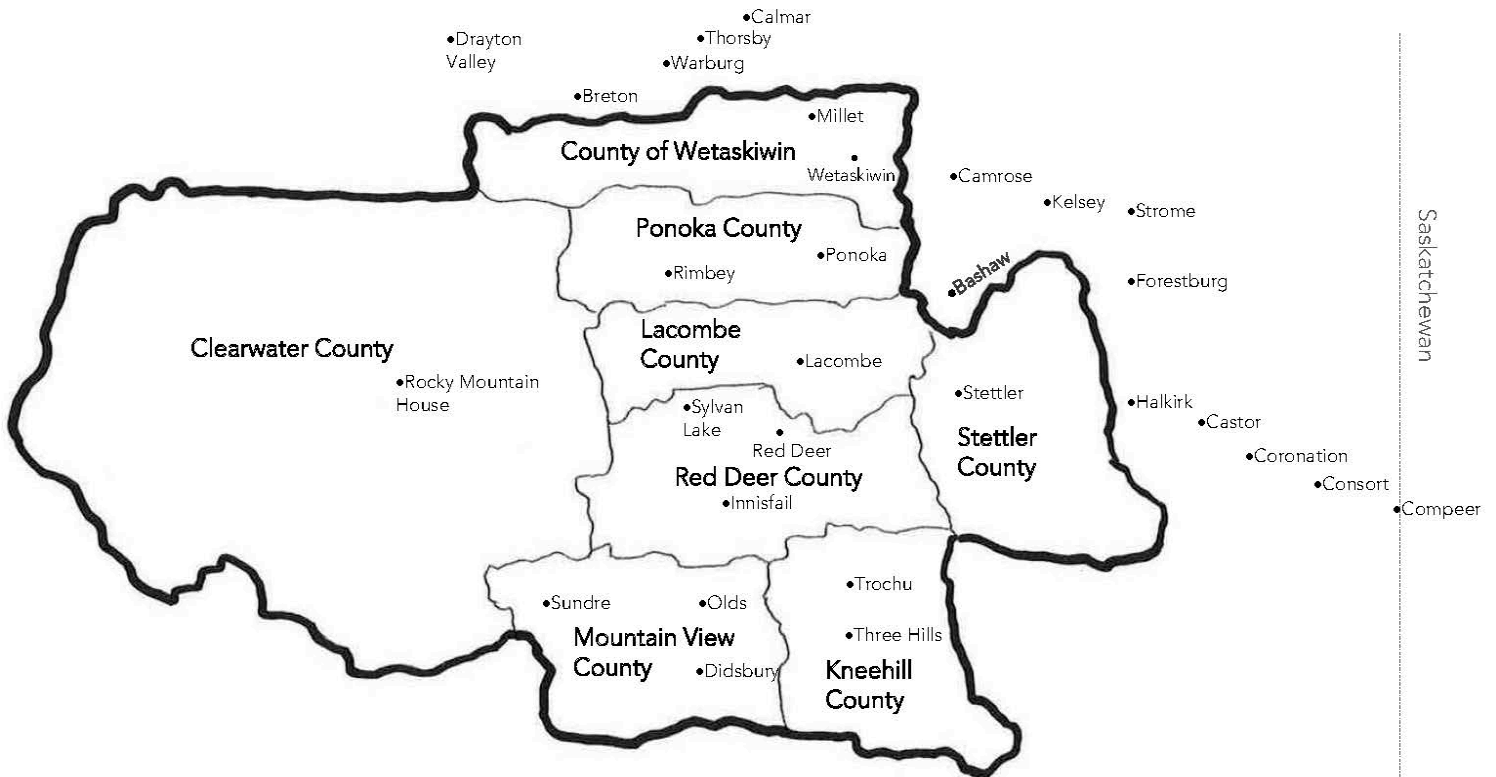 Calmar
Drayton
Valley
Thorsby
Warburg
Breton
Millet
County of Wetaskiwin
Wetaskiwin
Camrose
Kelsey
Strome
Saskatchewan
Ponoka County
Ponoka
Rimbey
Bashaw
Forestburg
Lacombe
County
Lacombe
Clearwater County
Rocky Mountain
House
Stettler
Halkirk
Castor
Sylvan
Lake
Red Deer
Stettler
County
Coronation
Red Deer County
Consort
Innisfail
Compeer
Trochu
Sundre
Olds
Mountain View
County
Three Hills
Didsbury
Kneehill
County